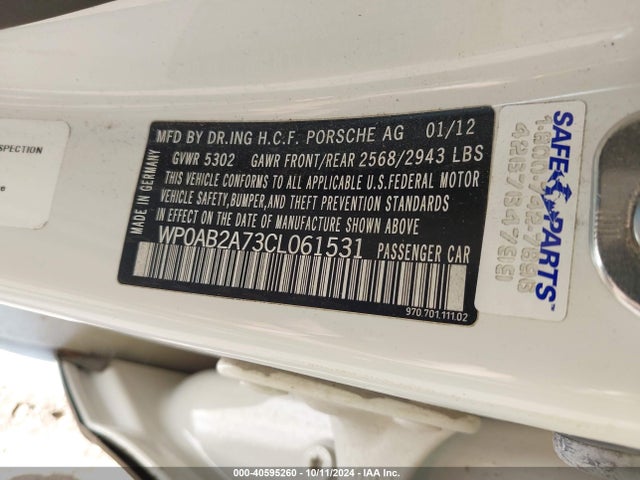 MFD BY DR.ING H.C.F. PORSCHE AG 01/12
GVWR 5302 GAWR FRONT/REAR 2568/2943 LBS
THIS VEHICLE CONFORMS TO ALL APPLICABLE U.S.FEDERAL MOTOR
VEHICLE SAFETY, BUMPER, AND THEFT PREVENTION STANDARDS
IN EFFECT ON THE DATE OF MANUFACTURE SHOWN ABOVE
WP0AB2A73CL061531 PASSENGER CAR
MADE IN GERMANY
970.701.111.02
SAFE PARTS
SPECTION
000-40595260 - 10/11/2024 - IAA Inc.